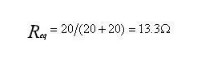 Req = 20/(20+20) = 13.3Ω